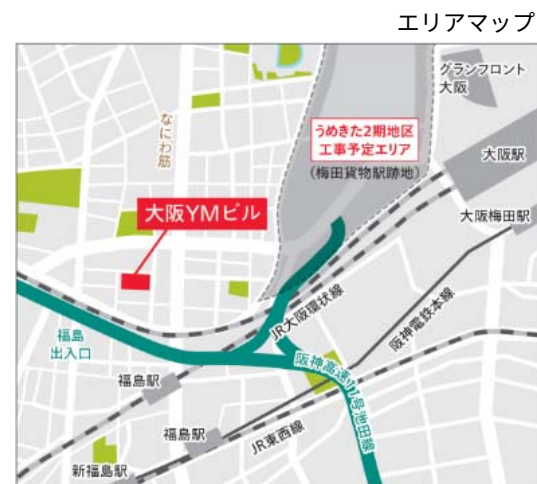 エリアマップ
グランフロント
大阪
うめきた2期地区
工事予定エリア
(梅田貨物駅跡地)
大阪駅
なにわ筋
大阪YMビル
大阪梅田駅
JR大阪環状線
阪神電鉄本線
福島
出入口
阪神高速11号池田線
福島駅
福島駅
JR東西線
新福島駅